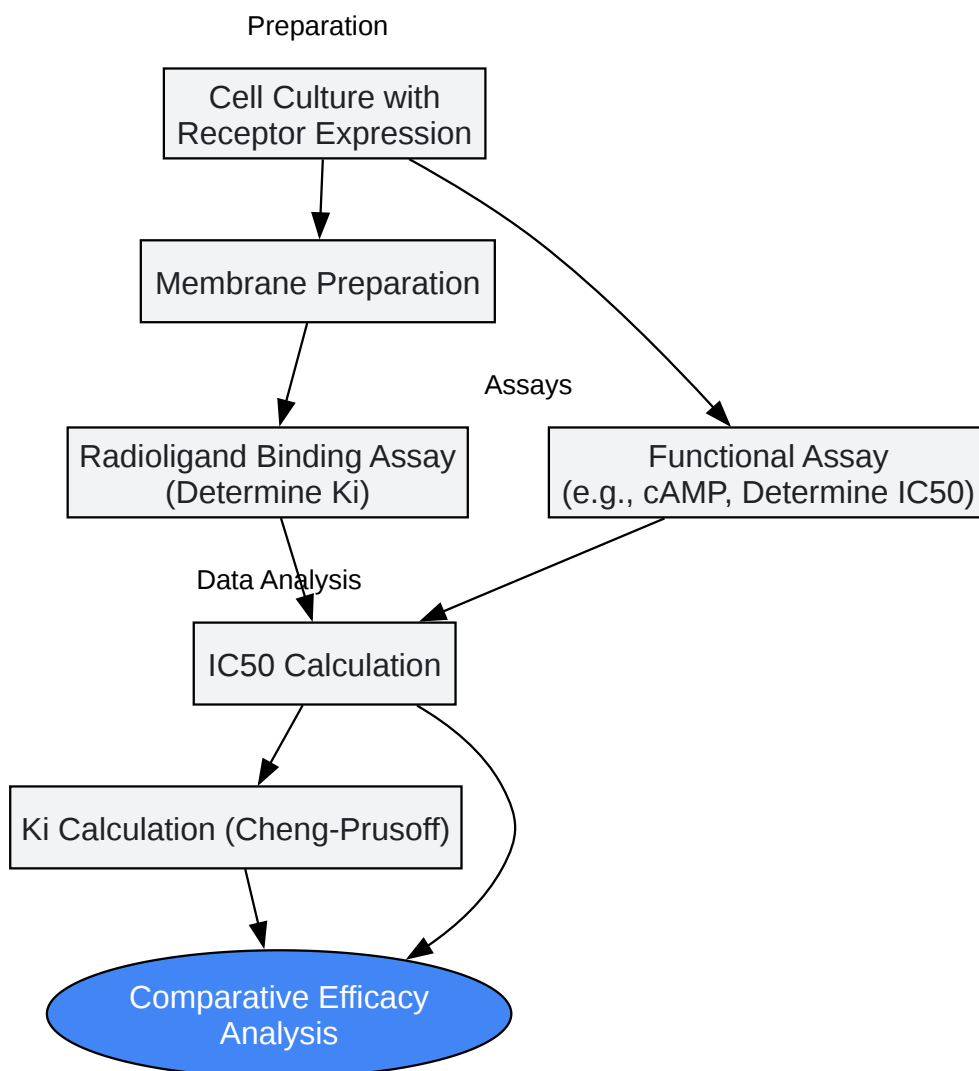 Preparation
Cell Culture with
Receptor Expression
Membrane Preparation
Assays
Radioligand Binding Assay
(Determine Ki)
Functional Assay
(e.g., cAMP, Determine IC50)
Data Analysis
IC50 Calculation
Ki Calculation (Cheng-Prusoff)
Comparative Efficacy
Analysis